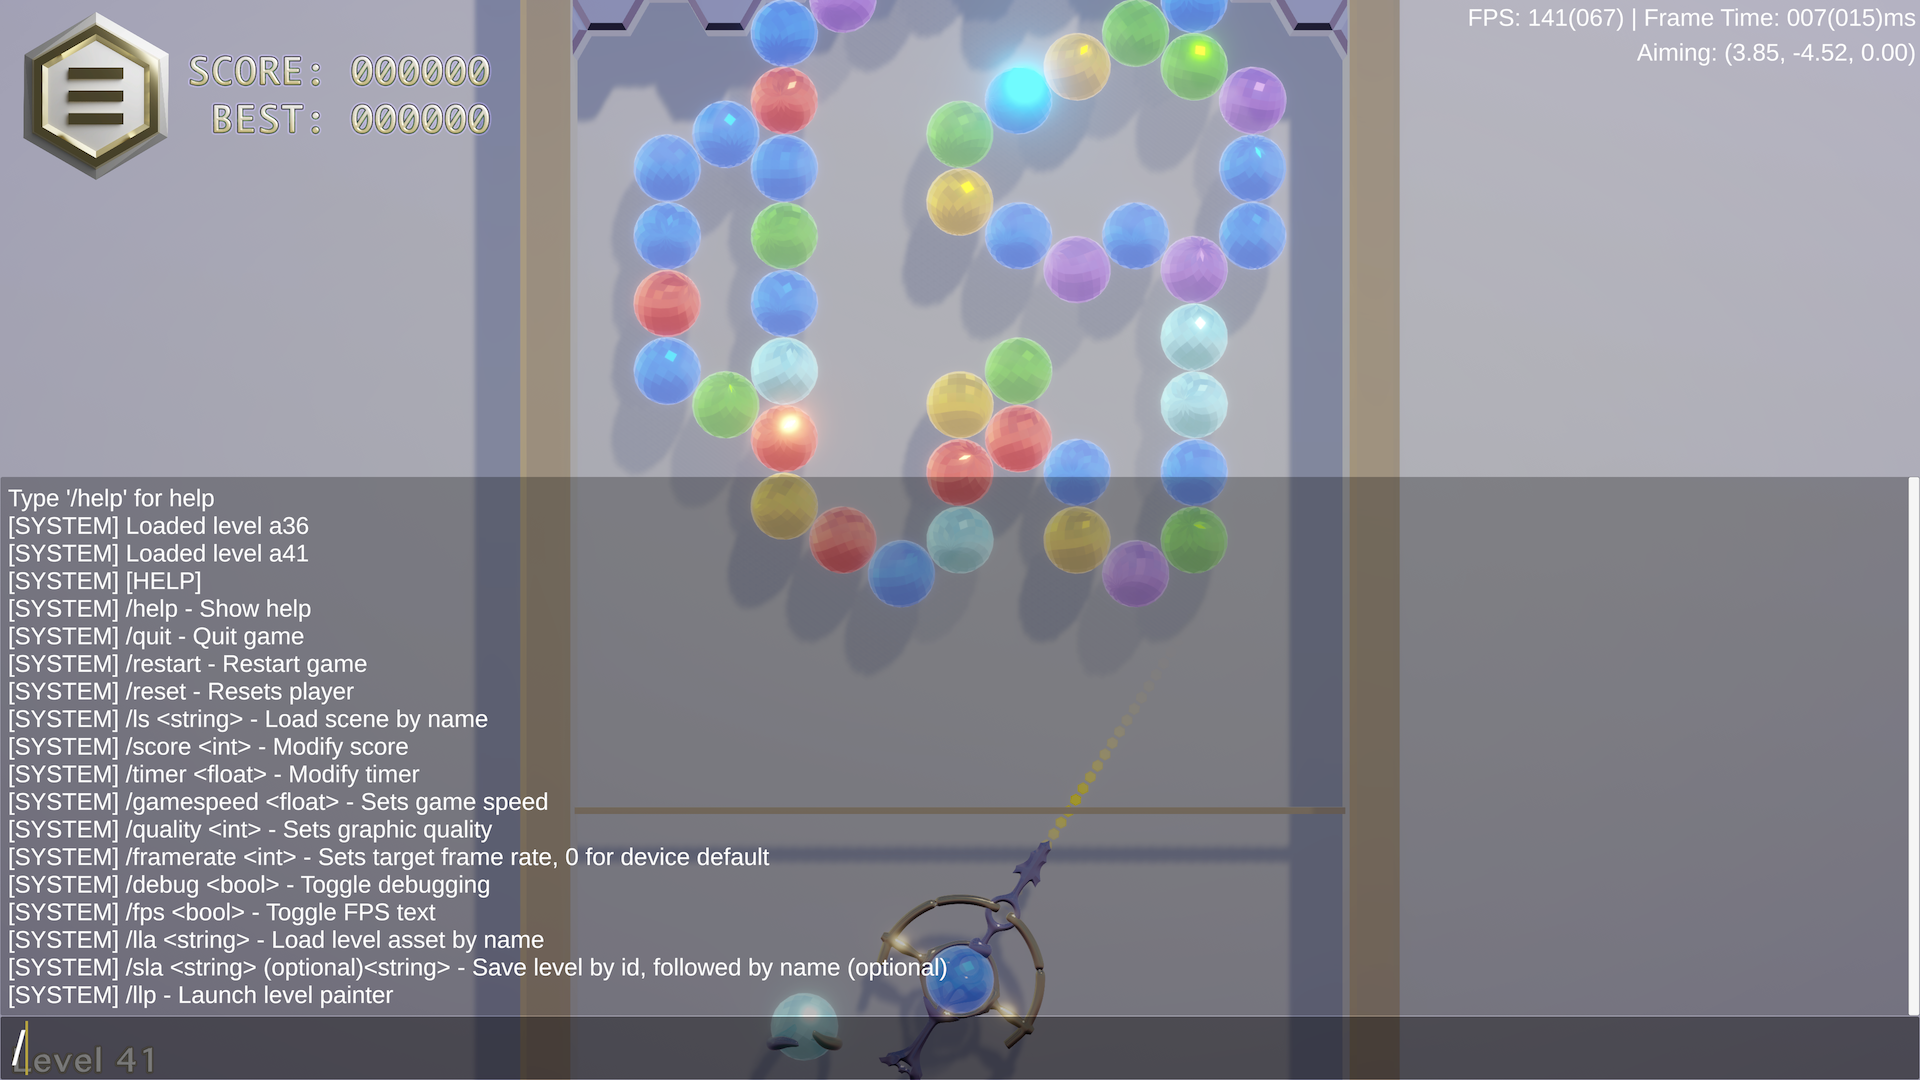 SCORE: 000000
BEST: 000000
FPS: 141(067) | Frame Time: 007(015)ms
Aiming: (3.85, -4.52, 0.00)
Type '/help' for help
[SYSTEM] Loaded level a36
[SYSTEM] Loaded level a41
[SYSTEM] [HELP]
[SYSTEM] /help - Show help
[SYSTEM] /quit - Quit game
[SYSTEM] /restart - Restart game
[SYSTEM] /reset - Resets player
[SYSTEM] /ls <string> - Load scene by name
[SYSTEM] /score <int> - Modify score
[SYSTEM] /timer <float> - Modify timer
[SYSTEM] /gamespeed <float> - Sets game speed
[SYSTEM] /quality <int> - Sets graphic quality
[SYSTEM] /framerate <int> - Sets target frame rate, 0 for device default
[SYSTEM] /debug <bool> - Toggle debugging
[SYSTEM] /fps <bool> - Toggle FPS text
[SYSTEM] /lla <string> - Load level asset by name
[SYSTEM] /sla <string> (optional)<string> - Save level by id, followed by name (optional)
[SYSTEM] /llp - Launch level painter
/
Level 41